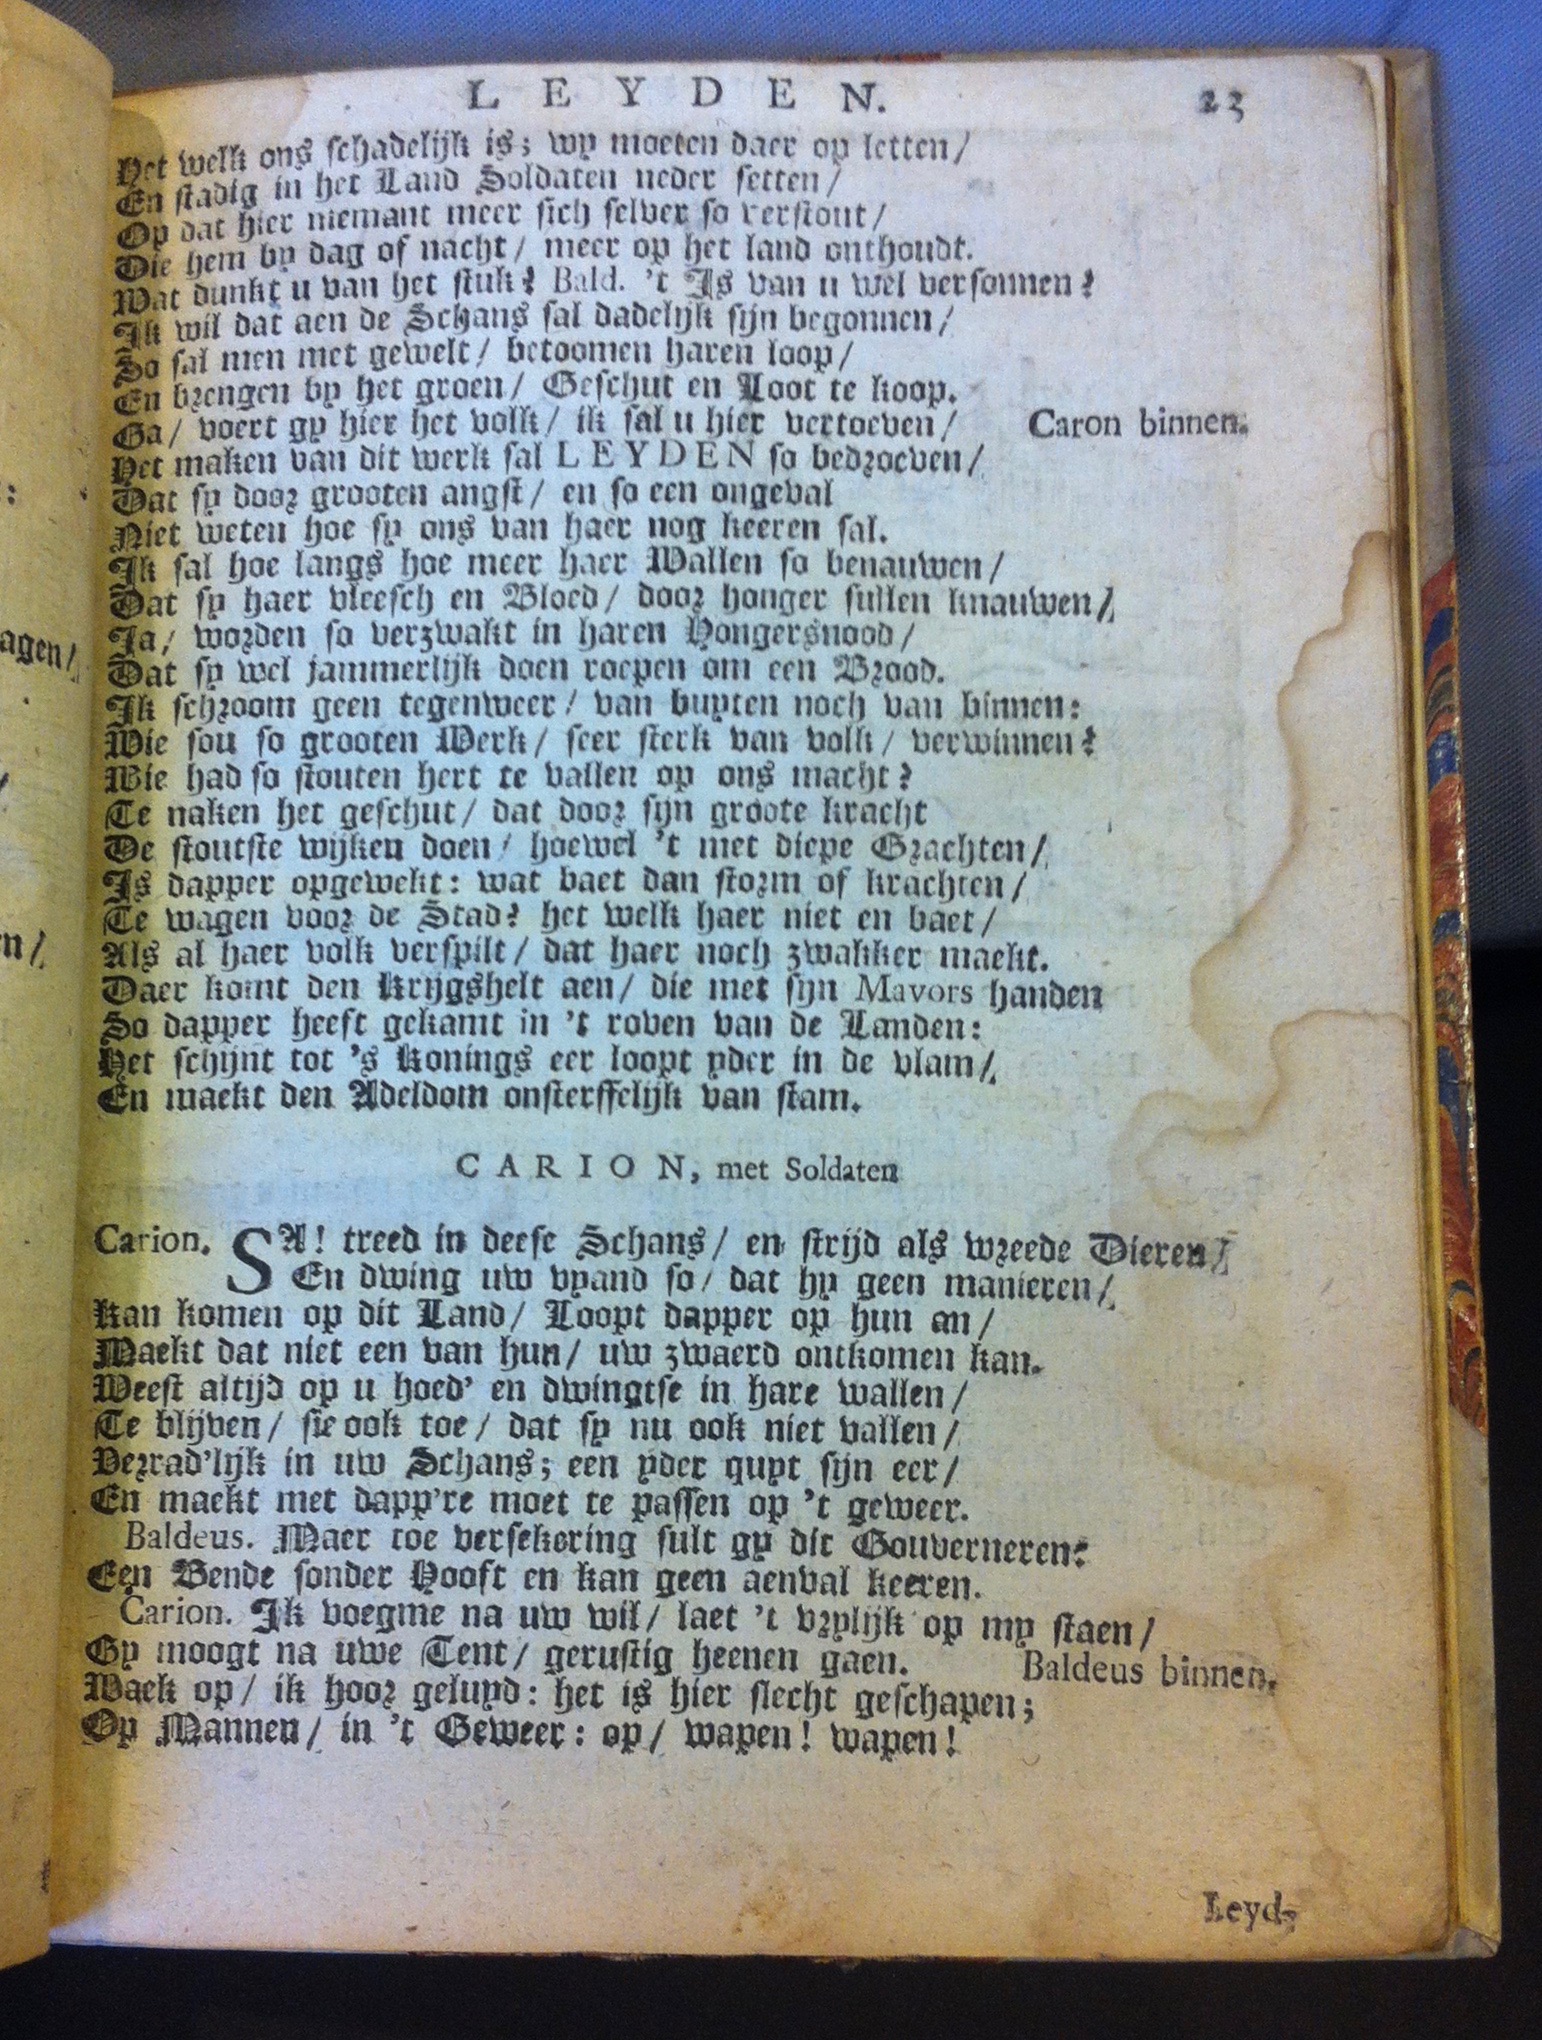 LEYDEN. 23
Het welk ons schadelijk is; wy moeten daer op letten/
En stadig in het Land Soldaten neder setten/
Op dat hier niemant meer sich selver so verstout/
Die hem by dag of nacht/ meer op het land onthoudt.
Wat dunkt u van het stuk? Bald. 't Is van u wel versonnen?
Ik wil dat aen de Schans sal dadelijk sijn begonnen/
So sal men met gewelt/ betoomen haren loop/
En brengen by het groen/ Geschut en Loot te koop.
Ga/ voert gy hier het volk/ ik sal u hier vertoeven/ Caron binnen.
Het maken van dit werk sal LEYDEN so bedroeven/
Dat sy door grooten angst/ en so een ongeval
Niet weten hoe sy ons van haer nog keeren sal.
Ik sal hoe langs hoe meer haer Wallen so benauwen/
Dat sy haer vleesch en Bloed/ door honger sullen knauwen/
Ja/ worden so verzwakt in haren Hongersnood/
Dat sy wel jammerlijk doen roepen om een Brood.
Ik schroom geen tegenweer/ van buyten noch van binnen:
Wie sou so grooten Werk/ seer sterk van volk/ verwinnen?
Wie had so stouten hert te vallen op ons macht?
Te naken het geschut/ dat door sijn groote kracht
De stoutste wijken doen/ hoewel 't met diepe Grachten/
Is dapper opgewekt: wat baet dan storm of krachten/
Te wagen voor de Stad? het welk haer niet en baet/
Als al haer volk verspilt/ dat haer noch zwakker maekt.
Daer komt den Krijgshelt aen/ die met sijn Mavors handen
So dapper heeft gekamt in 't roven van de Landen:
Het schijnt tot 's Konings eer loopt yder in de vlam/
En maekt den Adeldom onsterffelijk van stam.
CARION, met Soldaten
Carion. SA! treed in deese Schans/ en strijd als wreede Dieren/
En dwing uw vyand so/ dat hy geen manieren/
Kan komen op dit Land/ Loopt dapper op hun an/
Maekt dat niet een van hun/ uw zwaerd ontkomen kan.
Weest altijd op u hoed' en dwingtse in hare wallen/
Te blijven/ sie ook toe/ dat sy nu ook niet vallen/
Verrad'lijk in uw Schans; een yder quyt sijn eer/
En maekt met dapp're moet te passen op 't geweer.
Baldeus. Maer toe versekering sult gy dit Gouverneren?
Een Bende sonder Hooft en kan geen aenval keeren.
Carion. Ik voegme na uw wil/ laet 't vrylijk op my staen/
Gy moogt na uwe Tent/ gerustig heenen gaen. Baldeus binnen.
Waek op/ ik hoor geluyd: het is hier slecht geschapen;
Op Mannen/ in 't Geweer: op/ wapen! wapen!
Leyd-
agen/
n/